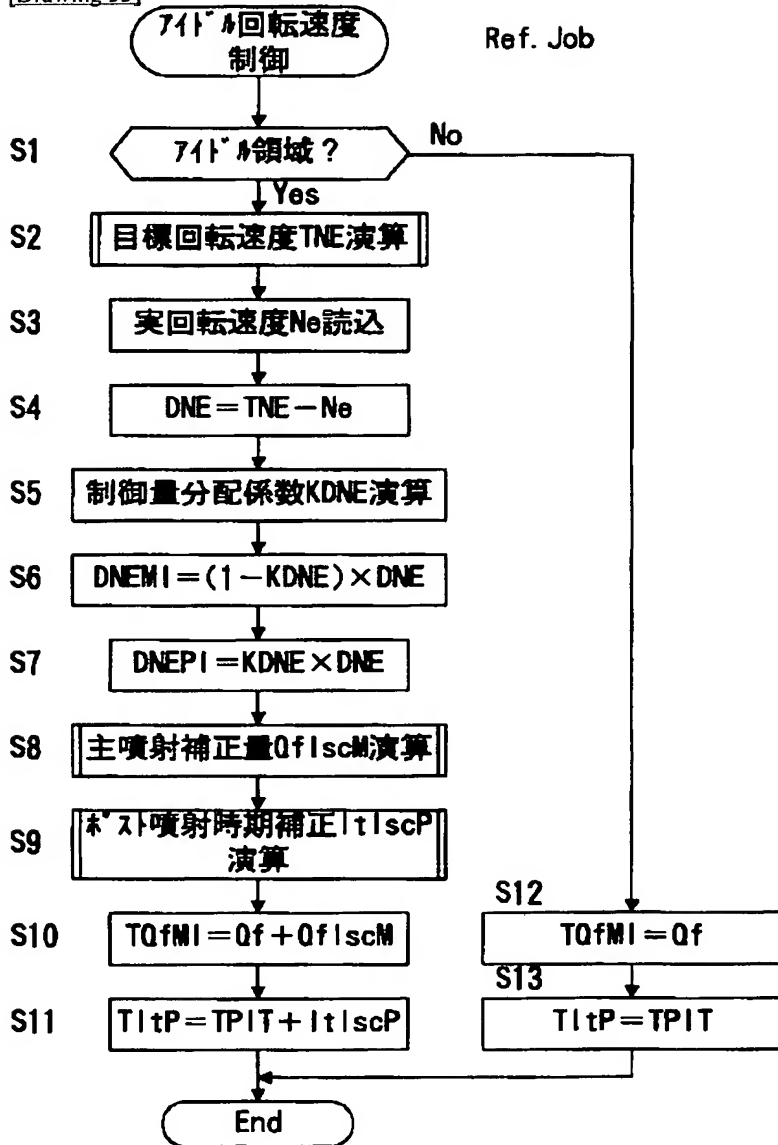 アイドル回転速度
制御
Ref. Job
S1
アイドル領域?
No
Yes
S2
目標回転速度TNE演算
S3
実回転速度Ne読込
S4
DNE=TNE-Ne
S5
制御量分配係数KDNE演算
S6
DNEMI=(1-KDNE)×DNE
S7
DNEPI=KDNE×DNE
S8
主噴射補正量QfIscM演算
S9
ポスト噴射時期補正ItIscP
演算
S10
TQfMI=Qf+QfIscM
S12
TQfMI=Qf
S11
TItP=TPIT+ItIscP
S13
TItP=TPIT
End